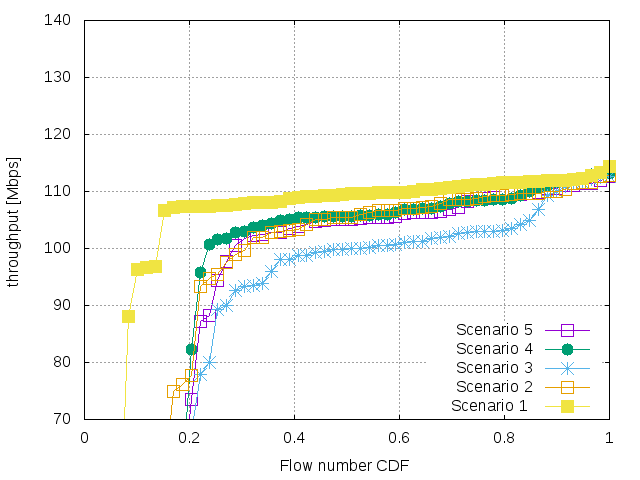 140
130
120
110
100
90
80
70
throughput [Mbps]
Scenario 5
Scenario 4
Scenario 3
Scenario 2
Scenario 1
0 0.2 0.4 0.6 0.8 1
Flow number CDF